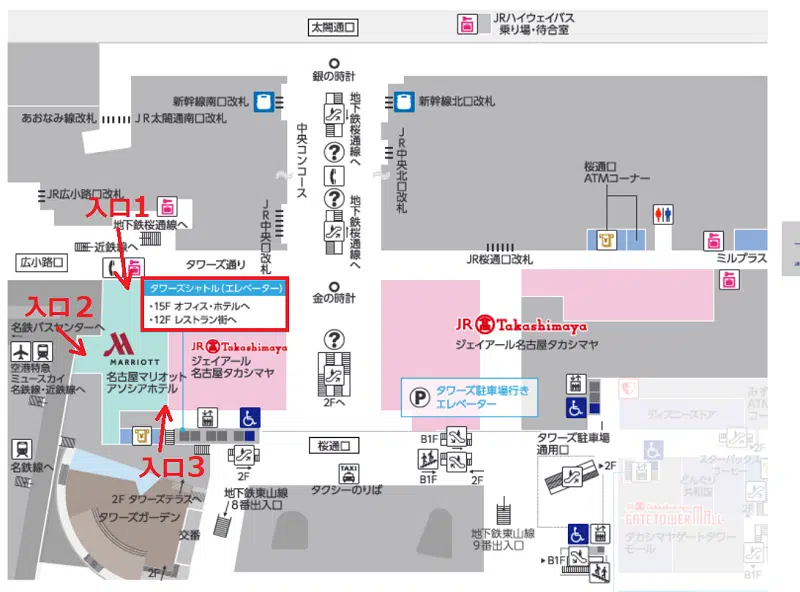 太閤通口
JRハイウェイバス
乗り場・待合室
銀の時計
新幹線南口改札
新幹線北口改札
地下鉄桜通線へ
あおなみ線改札
JR太閤通南口改札
中央コンコース
JR中央北口改札
桜通口
ATMコーナー
JR広小路口改札
入口1
地下鉄桜通線へ
地下鉄桜通線へ
JR中央口改札
近鉄線へ
広小路口
タワーズ通り
JR桜通口改札
ミルプラス
タワーズシャトル(エレベーター)
・15F オフィス・ホテルへ
・12F レストラン街へ
金の時計
入口2
名鉄バスセンターへ
JR Takashimaya
ジェイアール名古屋タカシマヤ
MARRIOTT
名古屋マリオット
アソシアホテル
JR Takashimaya
ジェイアール
名古屋タカシマヤ
空港特急
ミュースカイ
名鉄線・近鉄線へ
2Fへ
P
タワーズ駐車場行き
エレベーター
ディズニーストア
みず
ATM
コー
入口3
桜通口
B1F
2F
タワーズ駐車場
通用口
2F
名鉄線へ
2F
TAXI
タクシーのりば
B1F
2F
スターバックス
コーヒー
どんぐり
共和国
2F タワーズテラスへ
地下鉄東山線
8番出入口
タワーズガーデン
交番
地下鉄東山線
9番出入口
JR Takashimaya
GATETOWER MALL
タカシマヤゲートタワー
モール
2F
B1F
B1F
2F